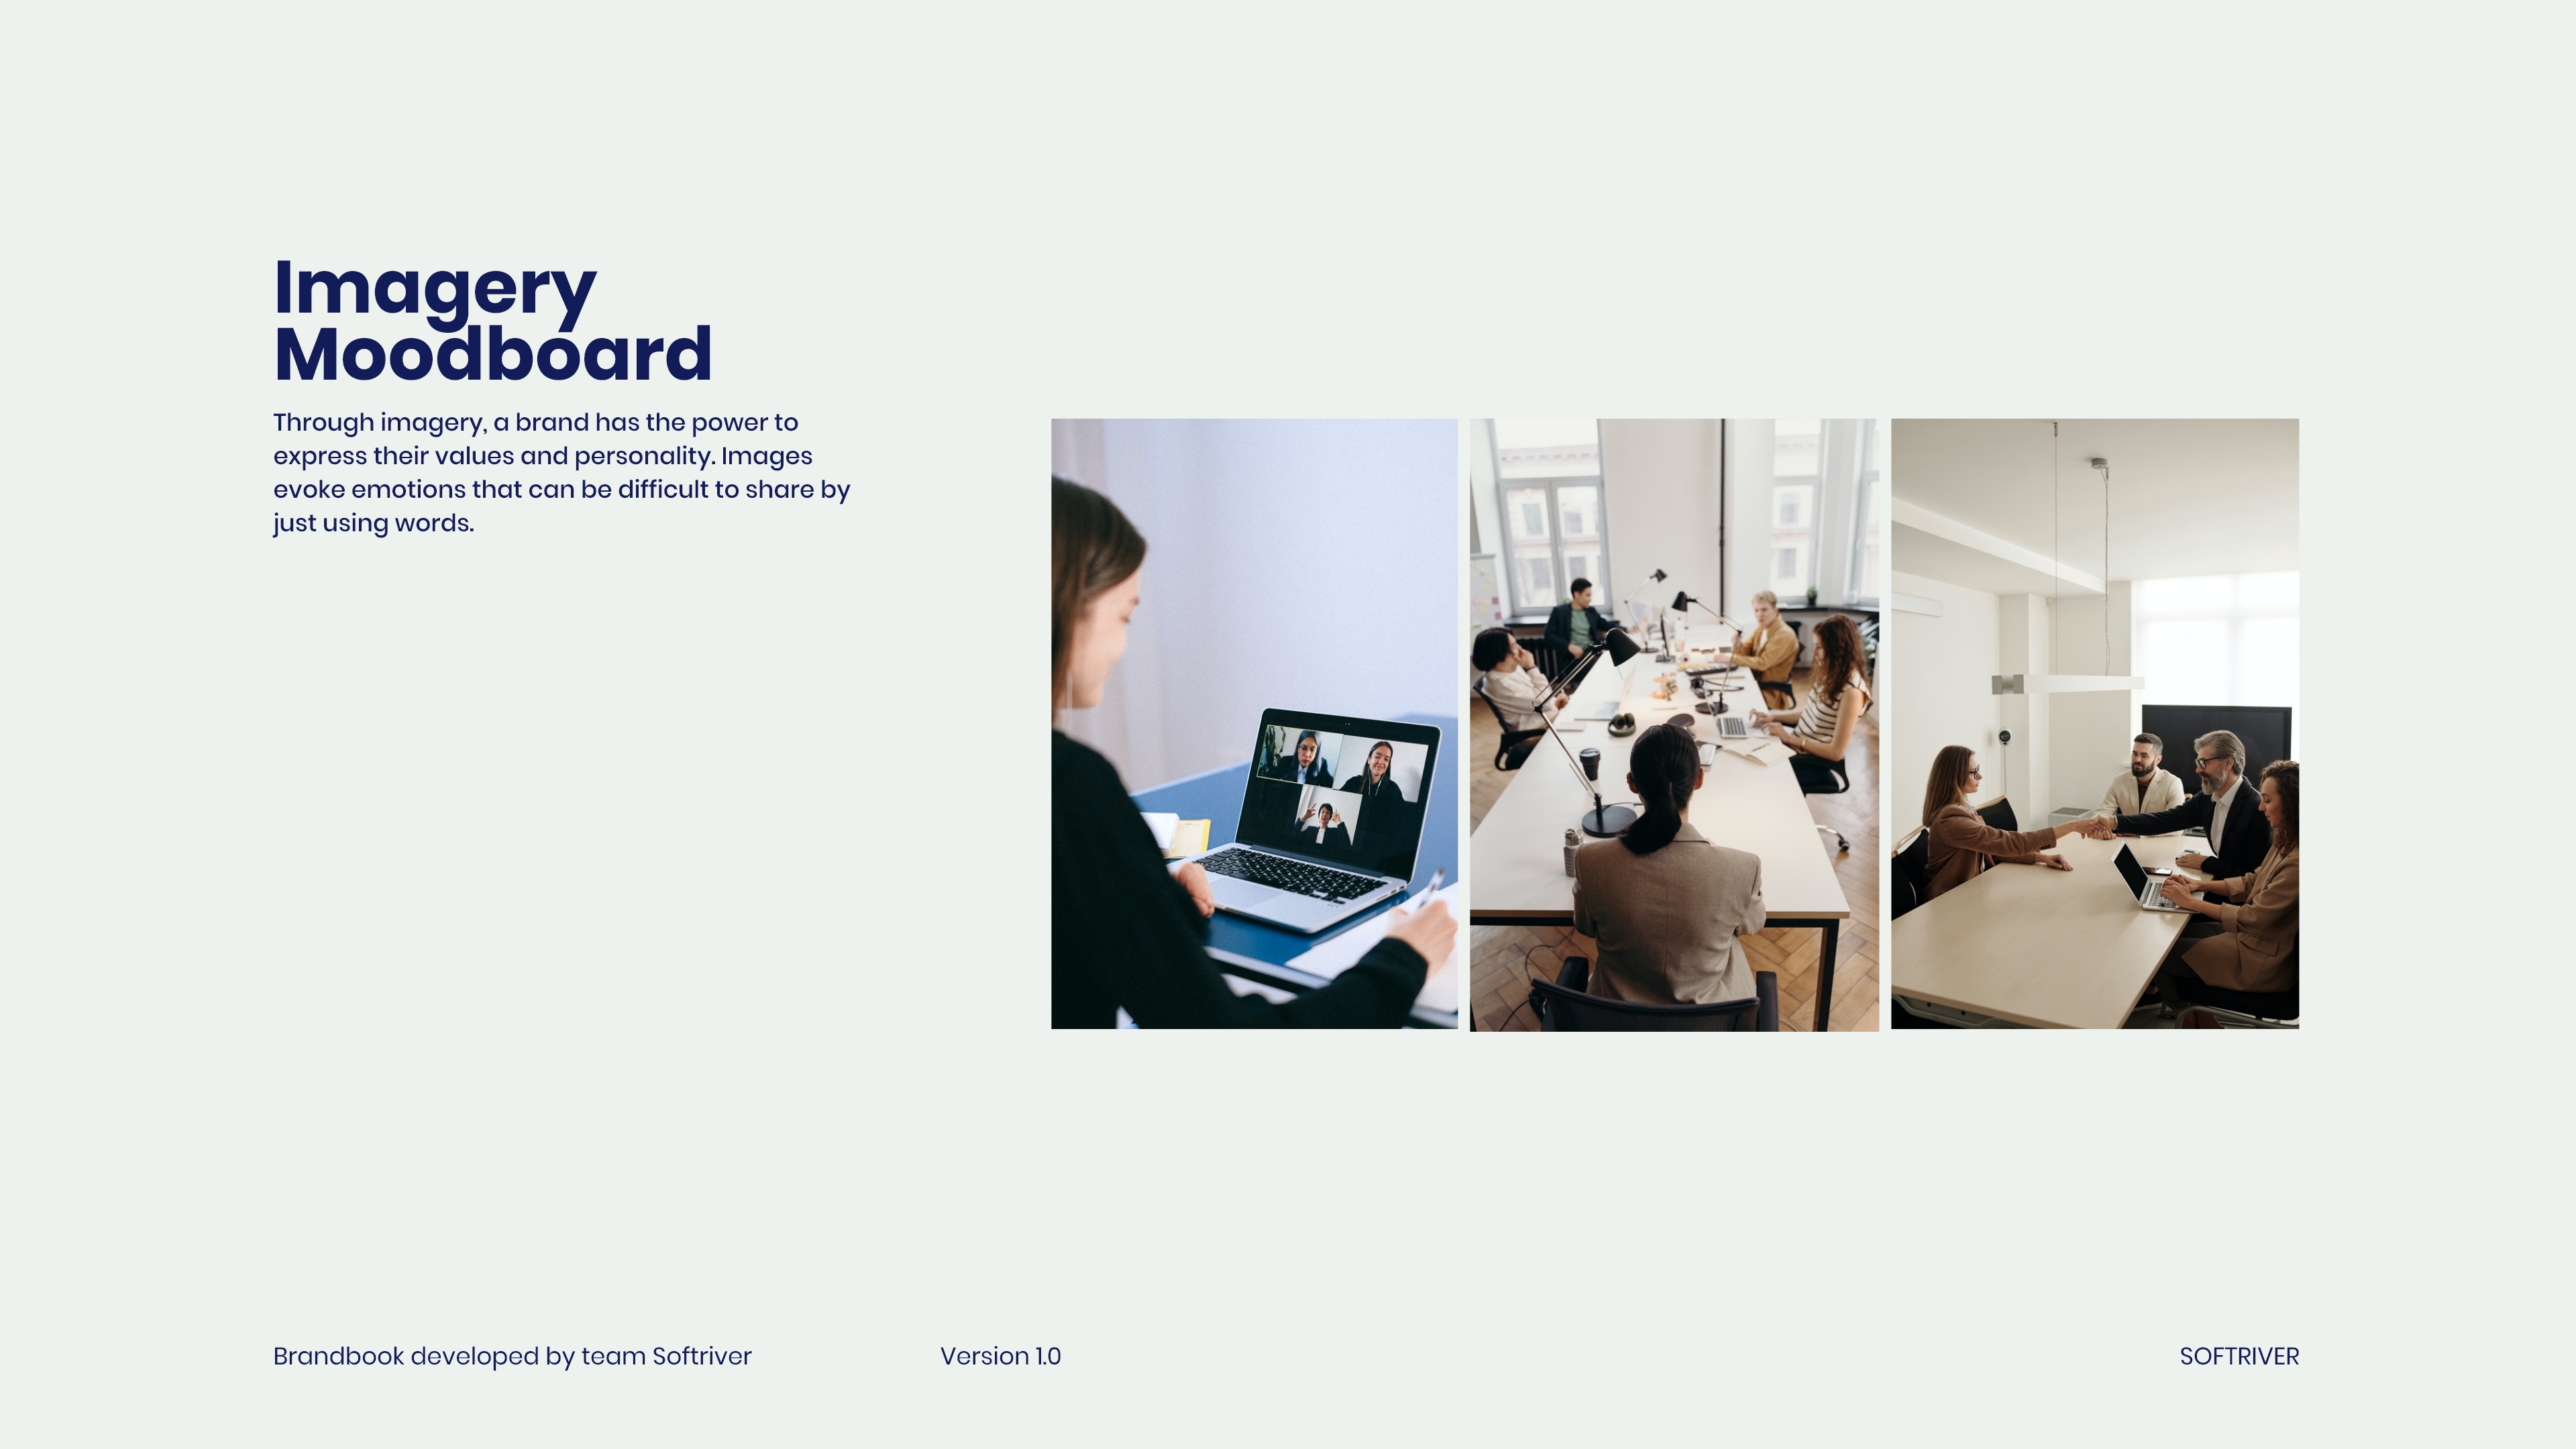 Imagery
Moodboard
Through imagery, a brand has the power to
express their values and personality. Images
evoke emotions that can be difficult to share by
just using words.
Brandbook developed by team Softriver
Version 1.0
SOFTRIVER